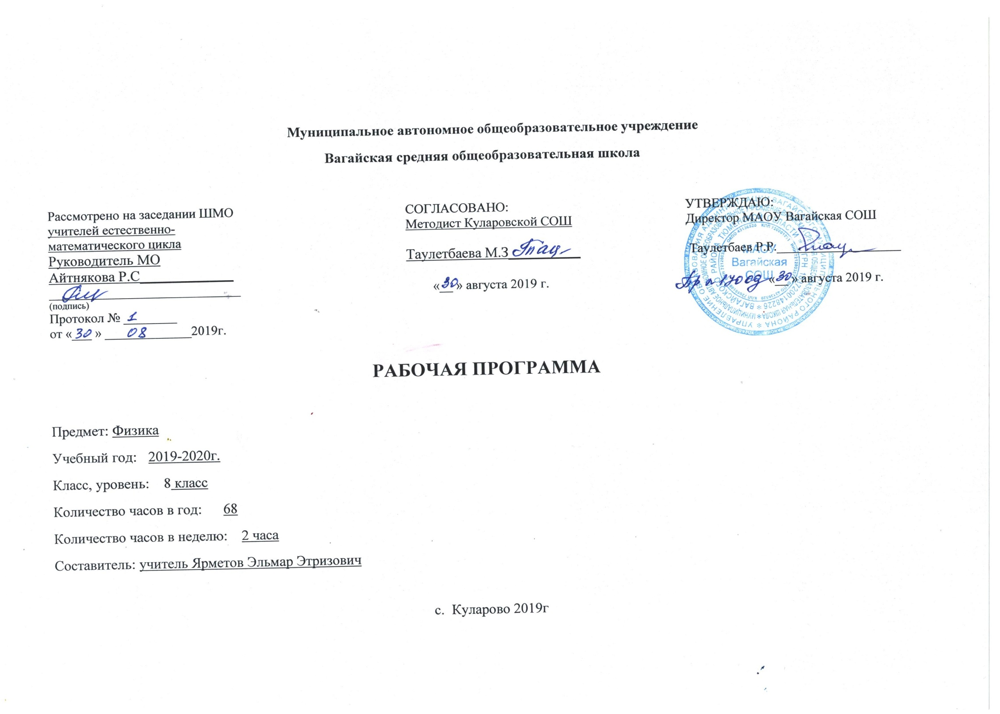 Муниципальное автономное общеобразовательное учреждение
Вагайская средняя общеобразовательная школа
Рассмотрено на заседании ШМО
учителей естественно-
математического цикла
Руководитель МО
Айтнякова Р.С
(подпись)
Протокол № 1
от «30 » 08 2019г.
СОГЛАСОВАНО:
Методист Куларовской СОШ
Таулетбаева М.З
«30» августа 2019 г.
УТВЕРЖДАЮ:
Директор МАОУ Вагайская СОШ
Таулетбаев Р.Р.
Пр п 170 од «30» августа 2019 г.
МАОУ
Вагайская
СОШ
РАБОЧАЯ ПРОГРАММА
Предмет: Физика
Учебный год: 2019-2020г.
Класс, уровень: 8 класс
Количество часов в год: 68
Количество часов в неделю: 2 часа
Составитель: учитель Ярметов Эльмар Этризович
с. Куларово 2019г